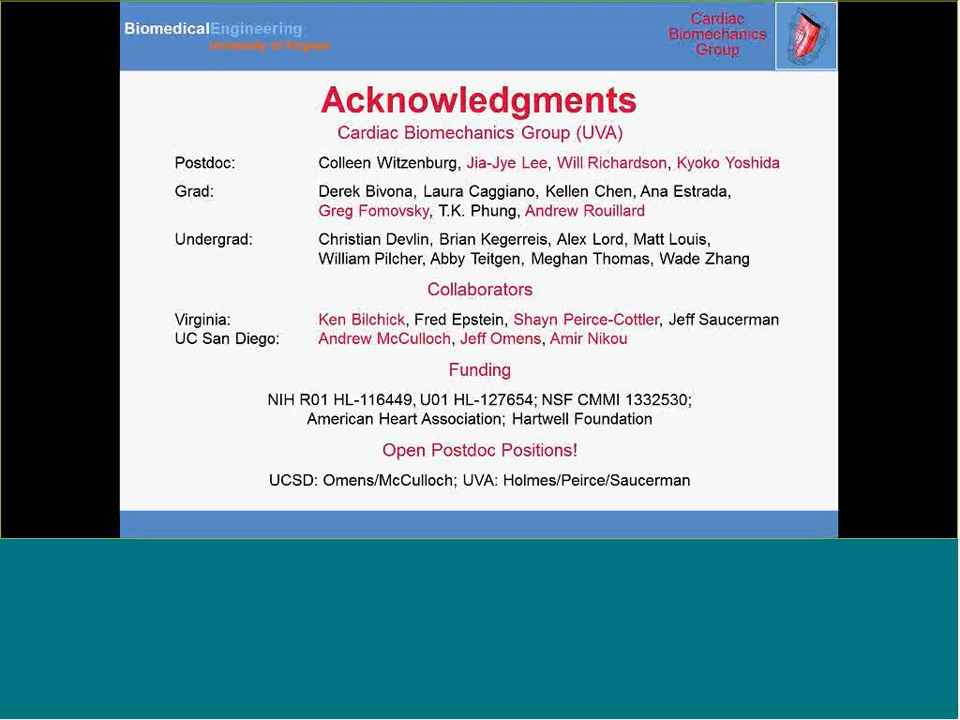 BiomedicalEngineering
University of Virginia
Cardiac
Biomechanics
Group
Acknowledgments
Cardiac Biomechanics Group (UVA)
Postdoc: Colleen Witzenburg, Jia-Jye Lee, Will Richardson, Kyoko Yoshida
Grad: Derek Bivona, Laura Caggiano, Kellen Chen, Ana Estrada,
Greg Fomovsky, T.K. Phung, Andrew Rouillard
Undergrad: Christian Devlin, Brian Kegerreis, Alex Lord, Matt Louis,
William Pilcher, Abby Teitgen, Meghan Thomas, Wade Zhang
Collaborators
Virginia: Ken Bilchick, Fred Epstein, Shayn Peirce-Cottler, Jeff Saucerman
UC San Diego: Andrew McCulloch, Jeff Omens, Amir Nikou
Funding
NIH R01 HL-116449, U01 HL-127654; NSF CMMI 1332530;
American Heart Association; Hartwell Foundation
Open Postdoc Positions!
UCSD: Omens/McCulloch; UVA: Holmes/Peirce/Saucerman